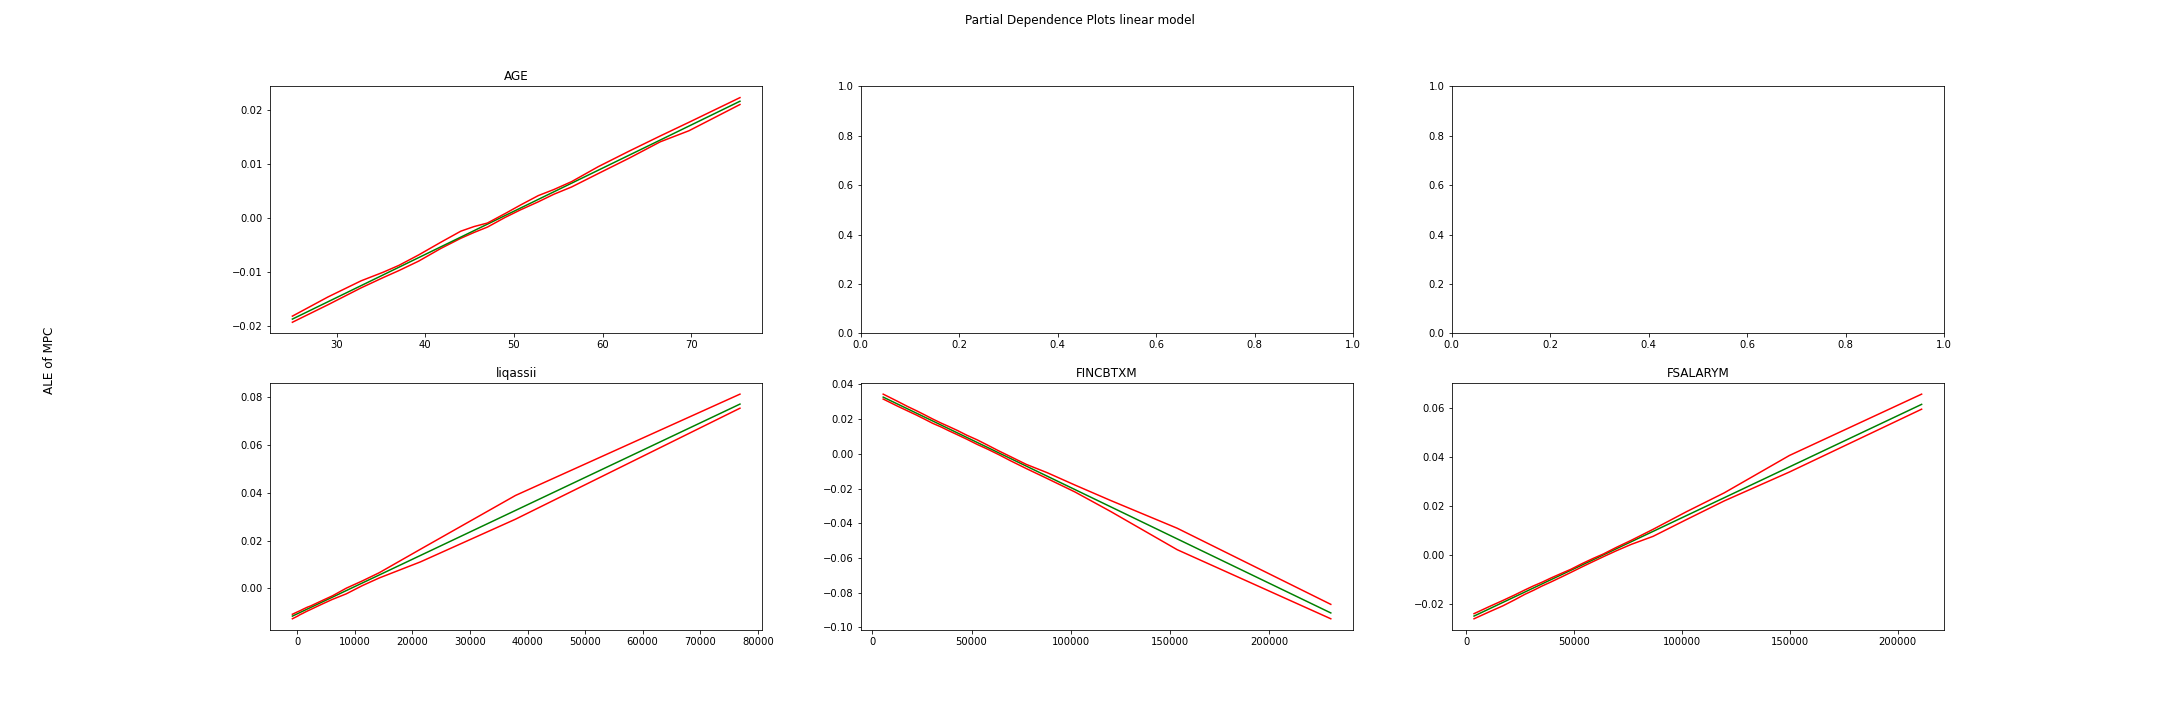 Partial Dependence Plots linear model
AGE
0.02
0.01
0.00
−0.01
−0.02
30 40 50 60 70
1.0
0.8
0.6
0.4
0.2
0.0
0.0 0.2 0.4 0.6 0.8 1.0
1.0
0.8
0.6
0.4
0.2
0.0
0.0 0.2 0.4 0.6 0.8 1.0
ALE of MPC
liqassii
0.08
0.06
0.04
0.02
0.00
0 10000 20000 30000 40000 50000 60000 70000 80000
FINCBTXM
0.04
0.02
0.00
−0.02
−0.04
−0.06
−0.08
−0.10
0 50000 100000 150000 200000
FSALARYM
0.06
0.04
0.02
0.00
−0.02
0 50000 100000 150000 200000